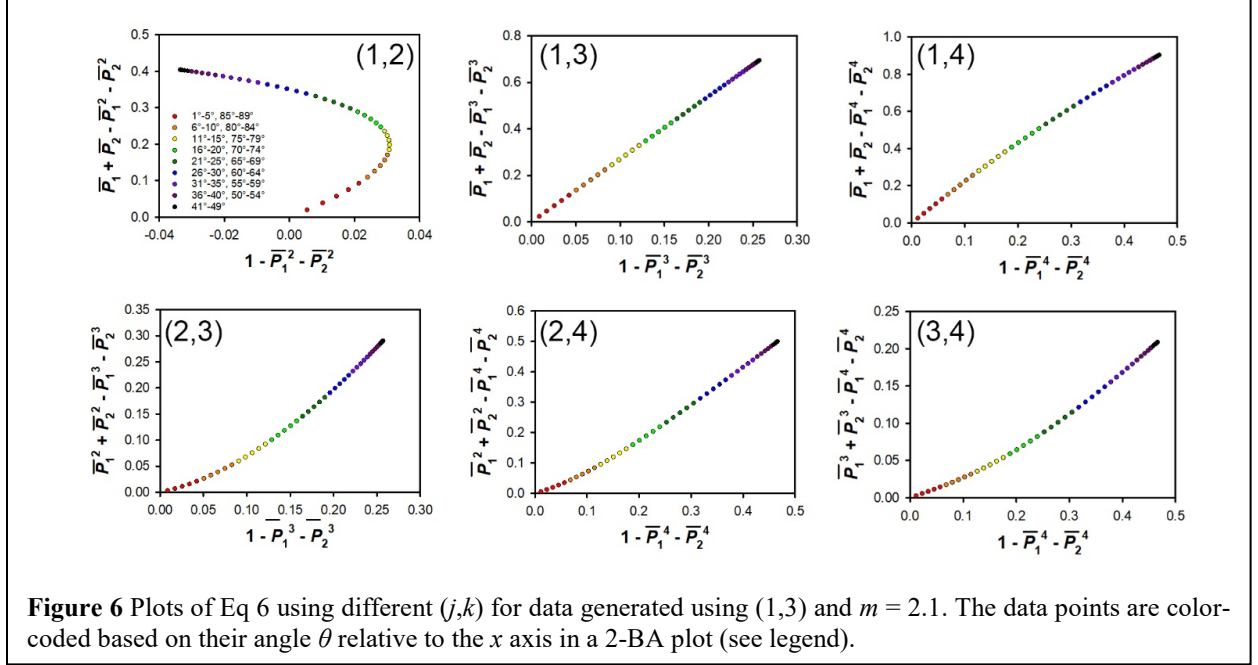 (1,2)
0.5
0.4
0.3
0.2
0.1
0.0
-0.04 -0.02 0.00 0.02 0.04
P̅₁ + P̅₂ - P̅₁² - P̅₂²
1 - P̅₁² - P̅₂²
1°-5°, 85°-89°
6°-10°, 80°-84°
11°-15°, 75°-79°
16°-20°, 70°-74°
21°-25°, 65°-69°
26°-30°, 60°-64°
31°-35°, 55°-59°
36°-40°, 50°-54°
41°-49°
(1,3)
0.8
0.6
0.4
0.2
0.0
0.00 0.05 0.10 0.15 0.20 0.25 0.30
P̅₁ + P̅₂ - P̅₁³ - P̅₂³
1 - P̅₁³ - P̅₂³
(1,4)
1.0
0.8
0.6
0.4
0.2
0.0
0.0 0.1 0.2 0.3 0.4 0.5
P̅₁ + P̅₂ - P̅₁⁴ - P̅₂⁴
1 - P̅₁⁴ - P̅₂⁴
(2,3)
0.35
0.30
0.25
0.20
0.15
0.10
0.05
0.00
0.00 0.05 0.10 0.15 0.20 0.25 0.30
P̅₁² + P̅₂² - P̅₁³ - P̅₂³
1 - P̅₁³ - P̅₂³
(2,4)
0.6
0.5
0.4
0.3
0.2
0.1
0.0
0.0 0.1 0.2 0.3 0.4 0.5
P̅₁² + P̅₂² - P̅₁⁴ - P̅₂⁴
1 - P̅₁⁴ - P̅₂⁴
(3,4)
0.25
0.20
0.15
0.10
0.05
0.00
0.0 0.1 0.2 0.3 0.4 0.5
P̅₁³ + P̅₂³ - P̅₁⁴ - P̅₂⁴
1 - P̅₁⁴ - P̅₂⁴
Figure 6 Plots of Eq 6 using different (j,k) for data generated using (1,3) and m = 2.1. The data points are color-
coded based on their angle θ relative to the x axis in a 2-BA plot (see legend).